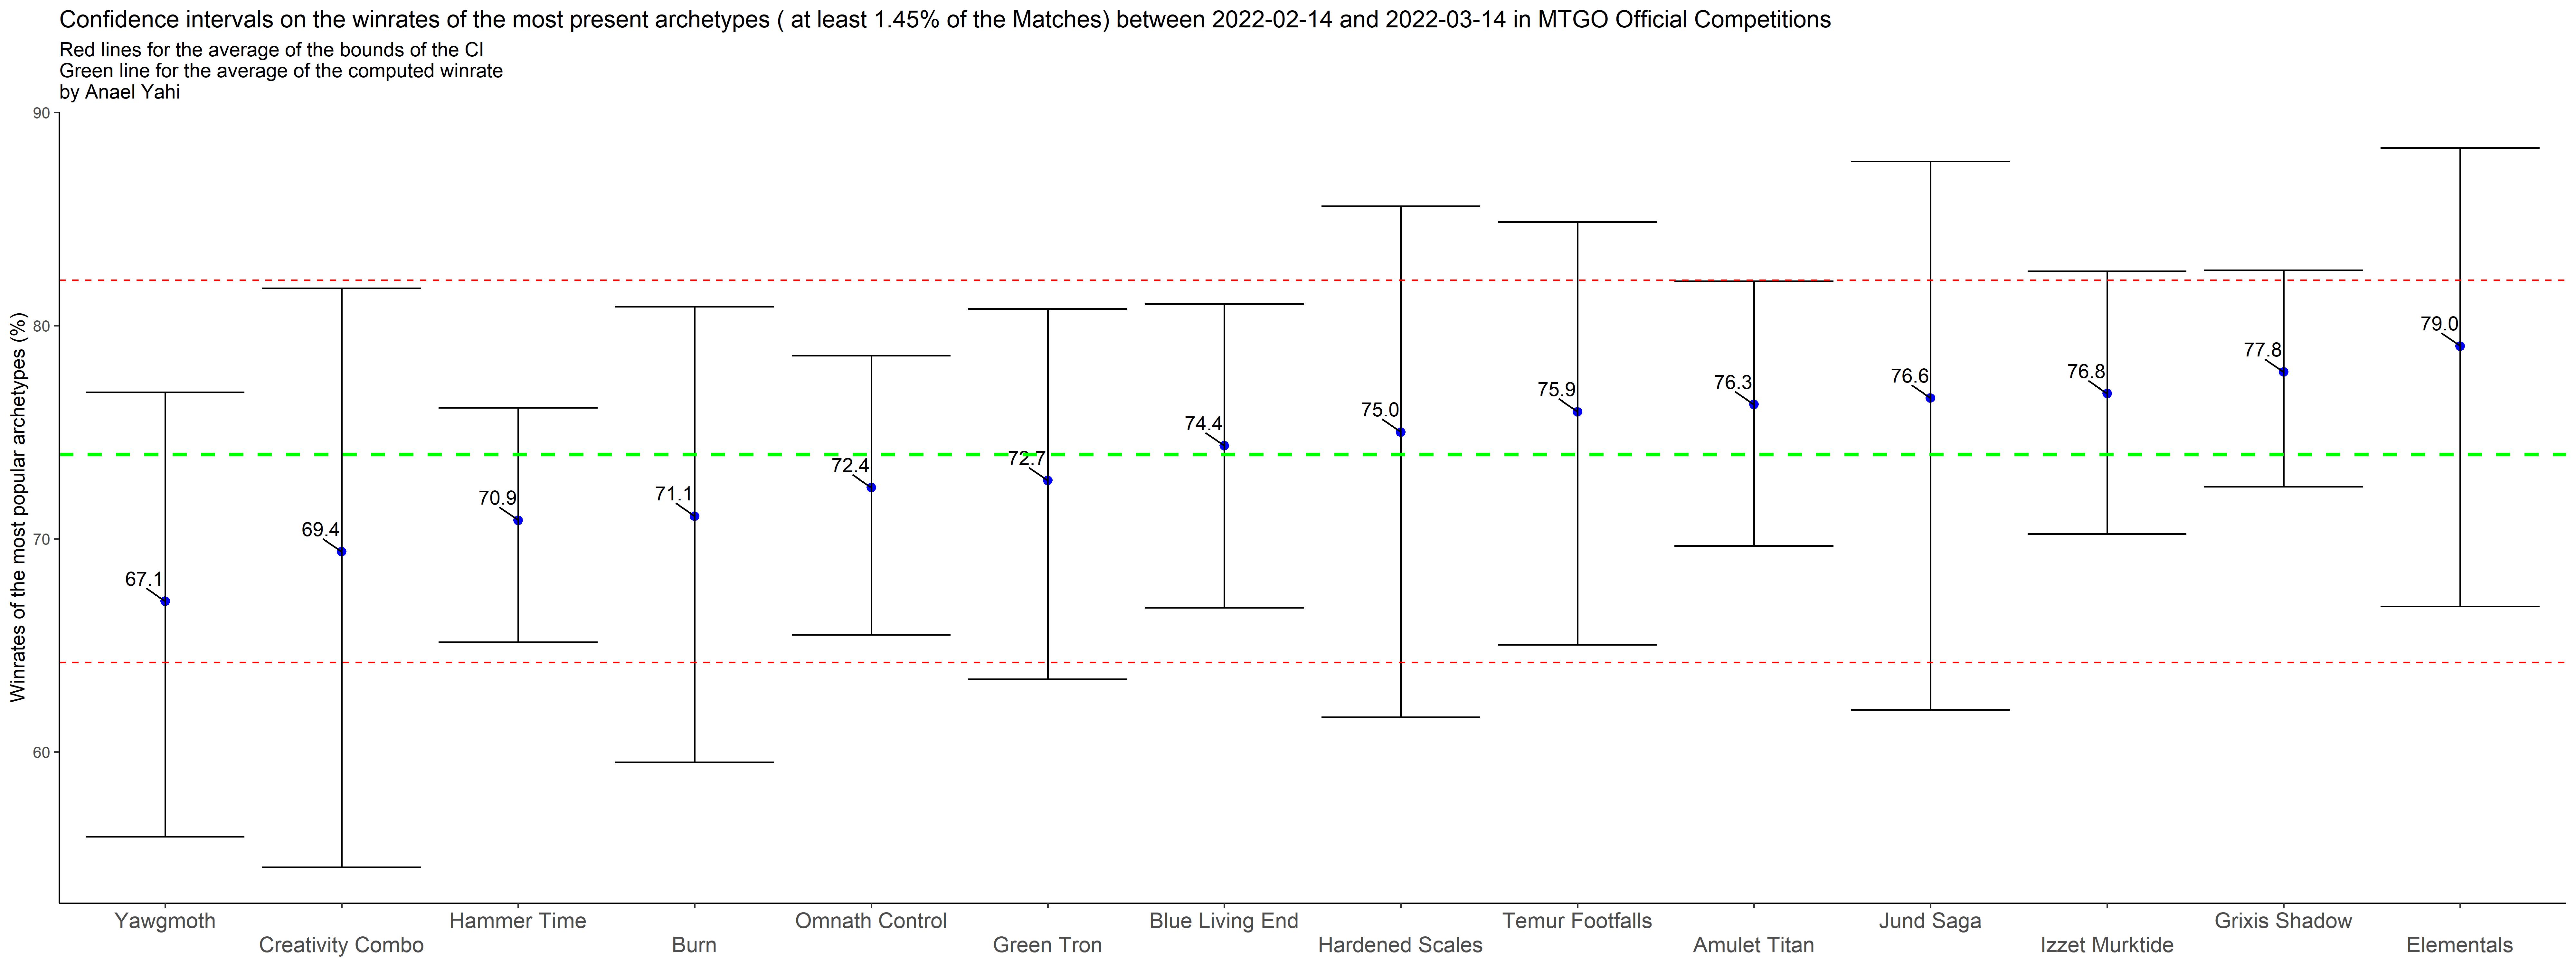 Confidence intervals on the winrates of the most present archetypes ( at least 1.45% of the Matches) between 2022-02-14 and 2022-03-14 in MTGO Official Competitions
Red lines for the average of the bounds of the CI
Green line for the average of the computed winrate
by Anael Yahi
Winrates of the most popular archetypes (%)
90
80
70
60
67.1
69.4
70.9
71.1
72.4
72.7
74.4
75.0
75.9
76.3
76.6
76.8
77.8
79.0
Yawgmoth
Creativity Combo
Hammer Time
Burn
Omnath Control
Green Tron
Blue Living End
Hardened Scales
Temur Footfalls
Amulet Titan
Jund Saga
Izzet Murktide
Grixis Shadow
Elementals